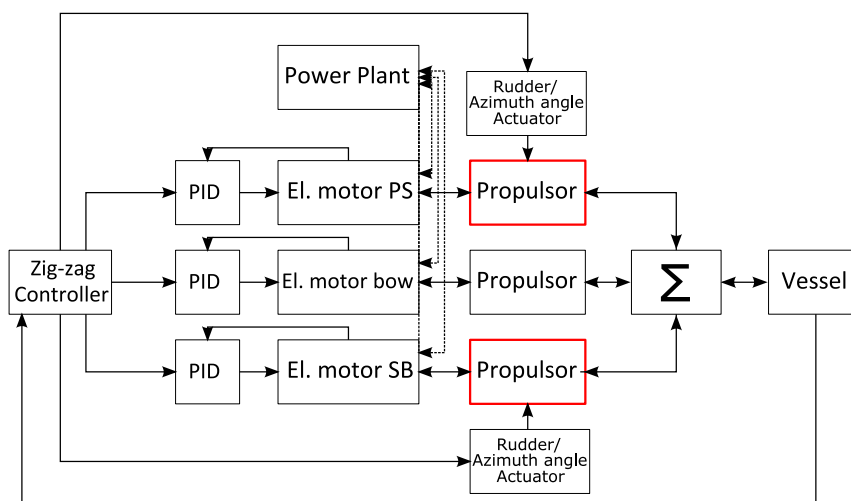 Power Plant
Rudder/
Azimuth angle
Actuator
PID
El. motor PS
Propulsor
Zig-zag
Controller
PID
El. motor bow
Propulsor
Σ
Vessel
PID
El. motor SB
Propulsor
Rudder/
Azimuth angle
Actuator